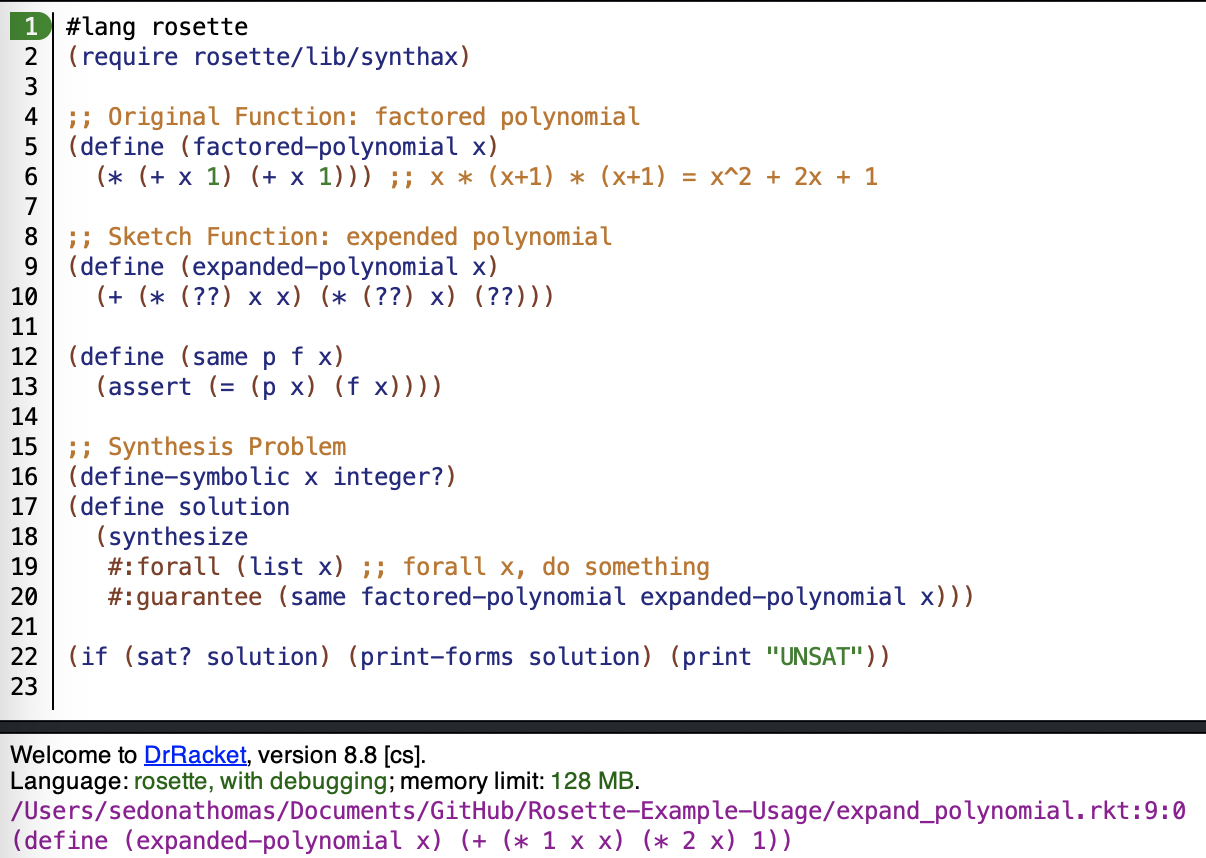 1 #lang rosette
2 (require rosette/lib/synthax)
3
4 ;; Original Function: factored polynomial
5 (define (factored-polynomial x)
6   (* (+ x 1) (+ x 1))) ;; x * (x+1) * (x+1) = x^2 + 2x + 1
7
8 ;; Sketch Function: expended polynomial
9 (define (expanded-polynomial x)
10   (+ (* (??) x x) (* (??) x) (??)))
11
12 (define (same p f x)
13   (assert (= (p x) (f x))))
14
15 ;; Synthesis Problem
16 (define-symbolic x integer?)
17 (define solution
18   (synthesize
19    #:forall (list x) ;; forall x, do something
20    #:guarantee (same factored-polynomial expanded-polynomial x)))
21
22 (if (sat? solution) (print-forms solution) (print "UNSAT"))
23
Welcome to DrRacket, version 8.8 [cs].
Language: rosette, with debugging; memory limit: 128 MB.
/Users/sedonathomas/Documents/GitHub/Rosette-Example-Usage/expand_polynomial.rkt:9:0
(define (expanded-polynomial x) (+ (* 1 x x) (* 2 x) 1))